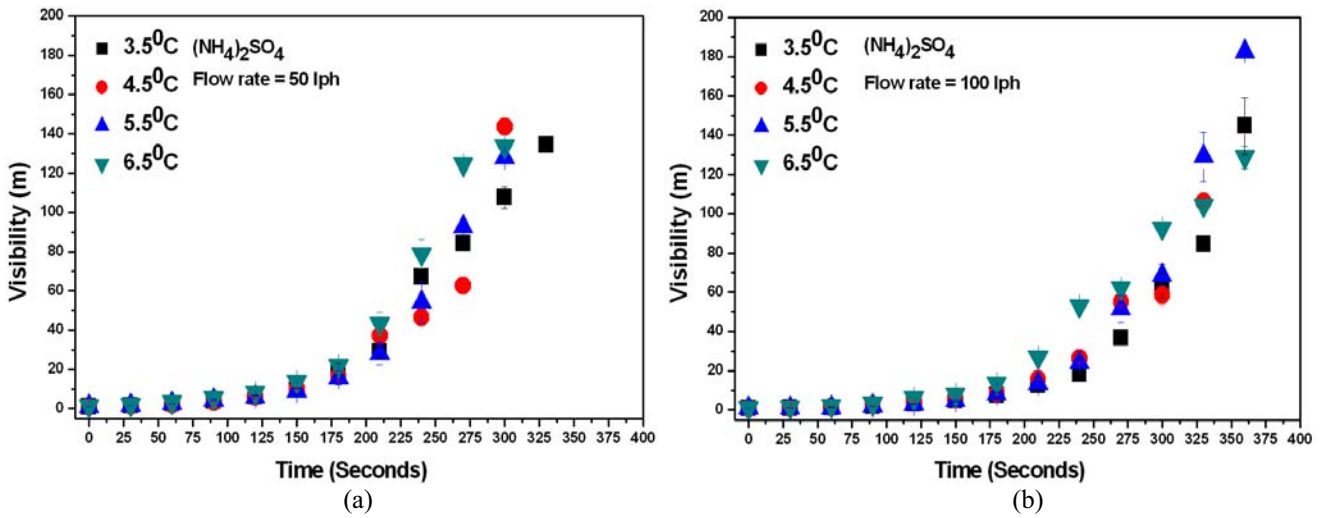 200
180
160
140
120
100
80
60
40
20
0
Visibility (m)
3.5⁰C (NH₄)₂SO₄
4.5⁰C Flow rate = 50 lph
5.5⁰C
6.5⁰C
0 25 50 75 100 125 150 175 200 225 250 275 300 325 350 375 400
Time (Seconds)
(a)
200
180
160
140
120
100
80
60
40
20
0
Visibility (m)
3.5⁰C (NH₄)₂SO₄
4.5⁰C Flow rate = 100 lph
5.5⁰C
6.5⁰C
0 25 50 75 100 125 150 175 200 225 250 275 300 325 350 375 400
Time (Seconds)
(b)